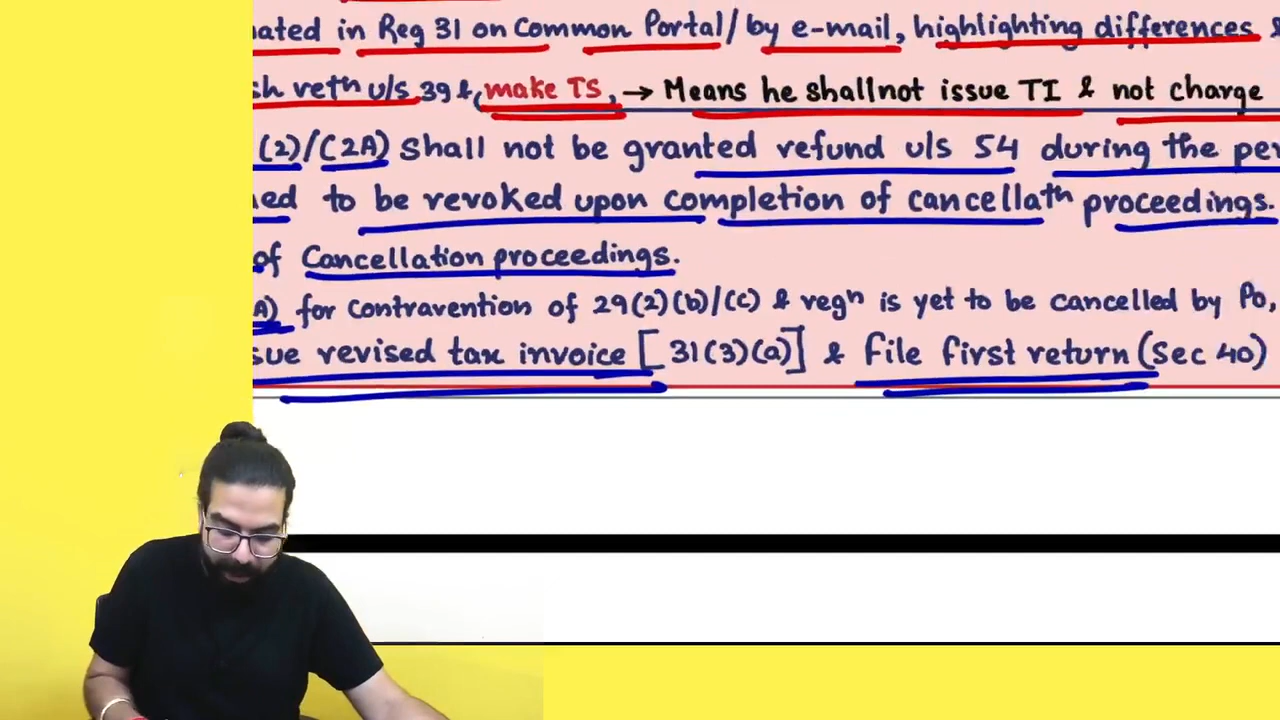 ated in Reg 31 on Common Portal/by e-mail, highlighting differences &
sh retn u/s 39 & make TS, → Means he shall not issue TI & not charge
(2)/(2A) Shall not be granted refund u/s 54 during the per
ed to be revoked upon completion of cancellatn proceedings.
of Cancellation proceedings.
A) for contravention of 29(2)(b)/(c) & regn is yet to be cancelled by Po,
sue revised tax invoice [31(3)(a)] & File first return (Sec 40)